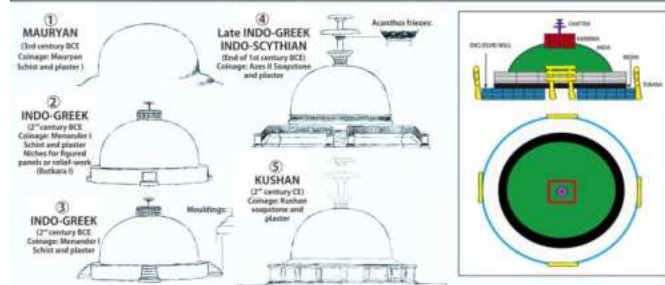 ①
MAURYAN
(3rd century BCE
Coinage: Mauryan
Schist and plaster )
②
INDO-GREEK
(2nd century BCE
Coinage: Menander I
Schist and plaster
Niches for figured
panels or relief-work
(Butkara I)
③
INDO-GREEK
(2nd century BCE
Coinage: Menander I
Schist and plaster
Mouldings:
④
Late INDO-GREEK
INDO-SCYTHIAN
(End of 1st century BCE)
Coinage: Azes II Soapstone
and plaster
Acanthus friezes:
⑤
KUSHAN
(2nd century CE)
Coinage: Kushan
soapstone and
plaster
CHATTRA
HARMIKA
ANDA
ENCLOSURE WALL
MEDHI
TORANA